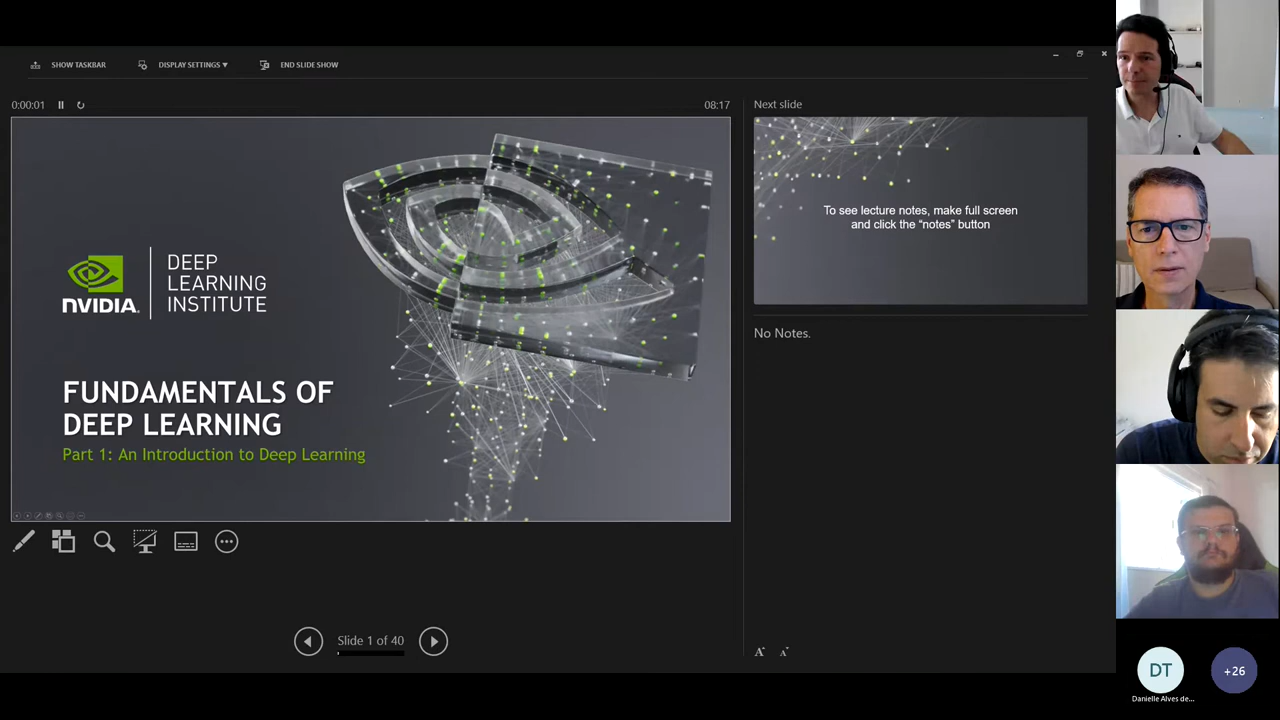 SHOW TASKBAR
DISPLAY SETTINGS ▼
END SLIDE SHOW
0:00:01
08:17
NVIDIA.
DEEP
LEARNING
INSTITUTE
FUNDAMENTALS OF
DEEP LEARNING
Part 1: An Introduction to Deep Learning
Slide 1 of 40
Next slide
To see lecture notes, make full screen
and click the “notes” button
No Notes.
A A
DT
Danielle Alves de...
+26